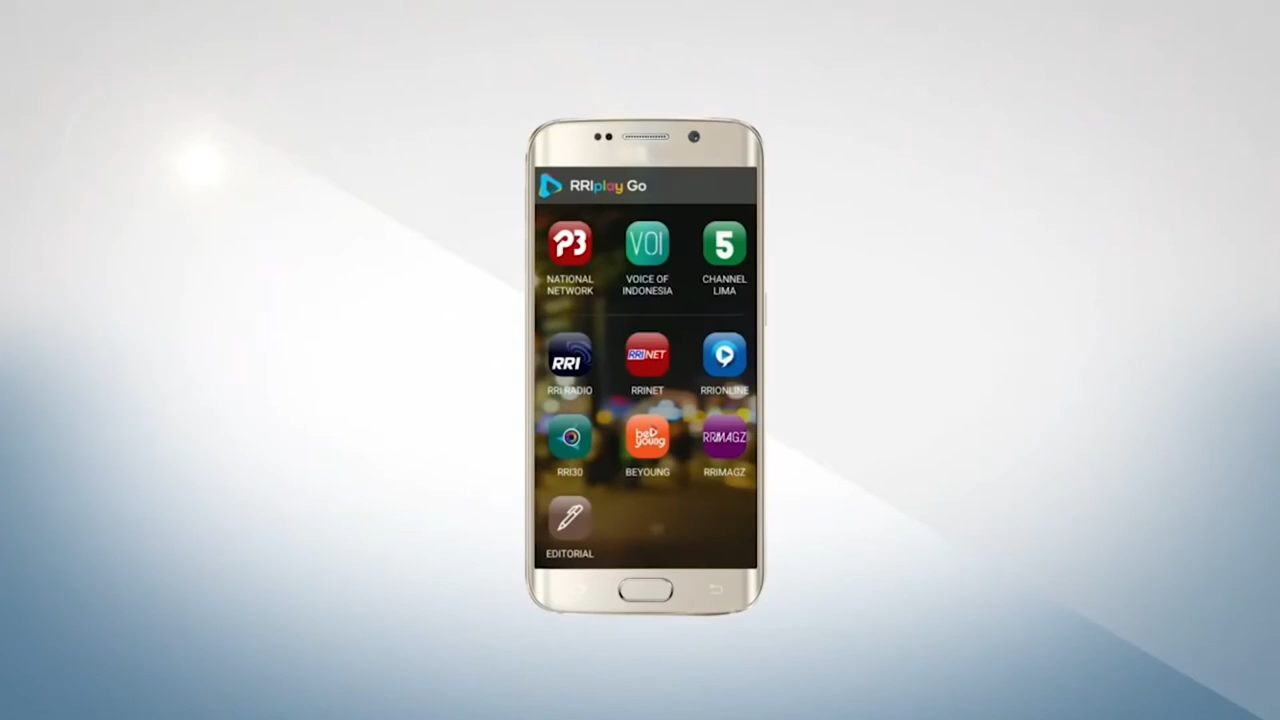 RRIplay Go
P3
VOI
5
NATIONAL NETWORK
VOICE OF INDONESIA
CHANNEL LIMA
RRI
RRINET
RRI RADIO
RRINET
RRIONLINE
be young
RRIMAGZ
RRI30
BEYOUNG
RRIMAGZ
EDITORIAL